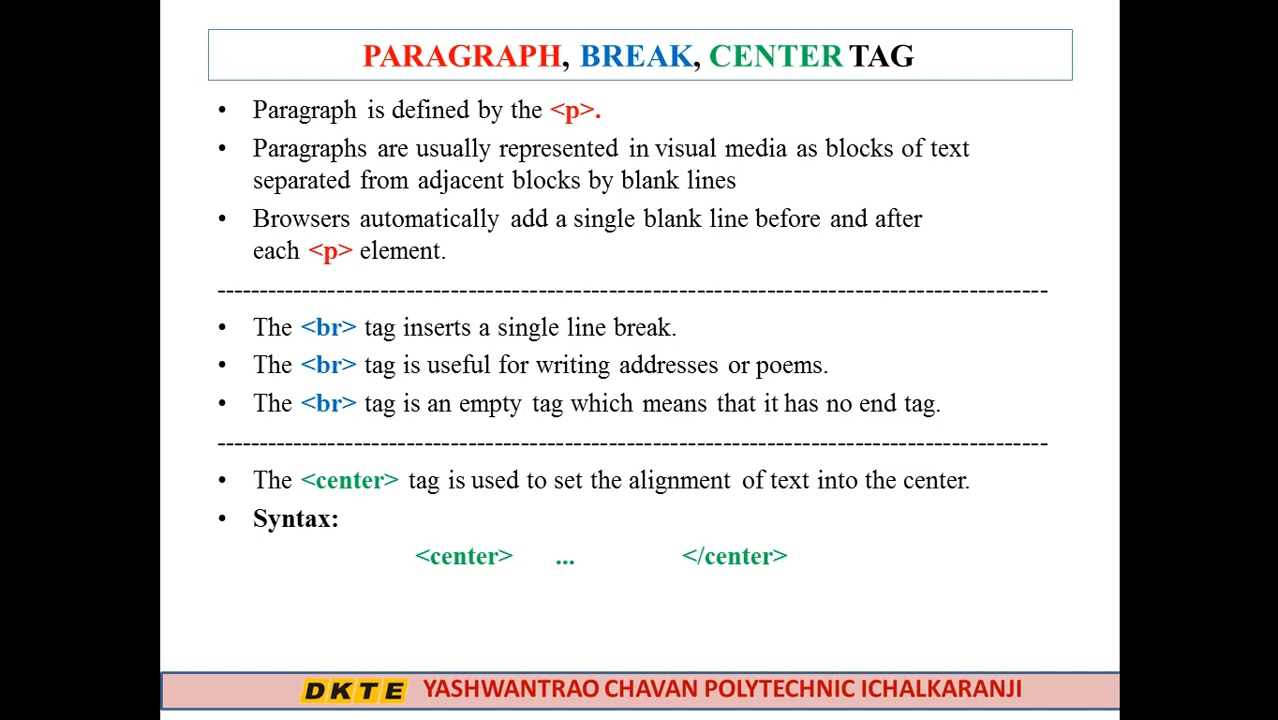 PARAGRAPH, BREAK, CENTER TAG
• Paragraph is defined by the <p>.
• Paragraphs are usually represented in visual media as blocks of text
separated from adjacent blocks by blank lines
• Browsers automatically add a single blank line before and after
each <p> element.
----------------------------------------------------------------------------------------------------
• The <br> tag inserts a single line break.
• The <br> tag is useful for writing addresses or poems.
• The <br> tag is an empty tag which means that it has no end tag.
----------------------------------------------------------------------------------------------------
• The <center> tag is used to set the alignment of text into the center.
• Syntax:
<center> ... </center>
DKTE YASHWANTRAO CHAVAN POLYTECHNIC ICHALKARANJI